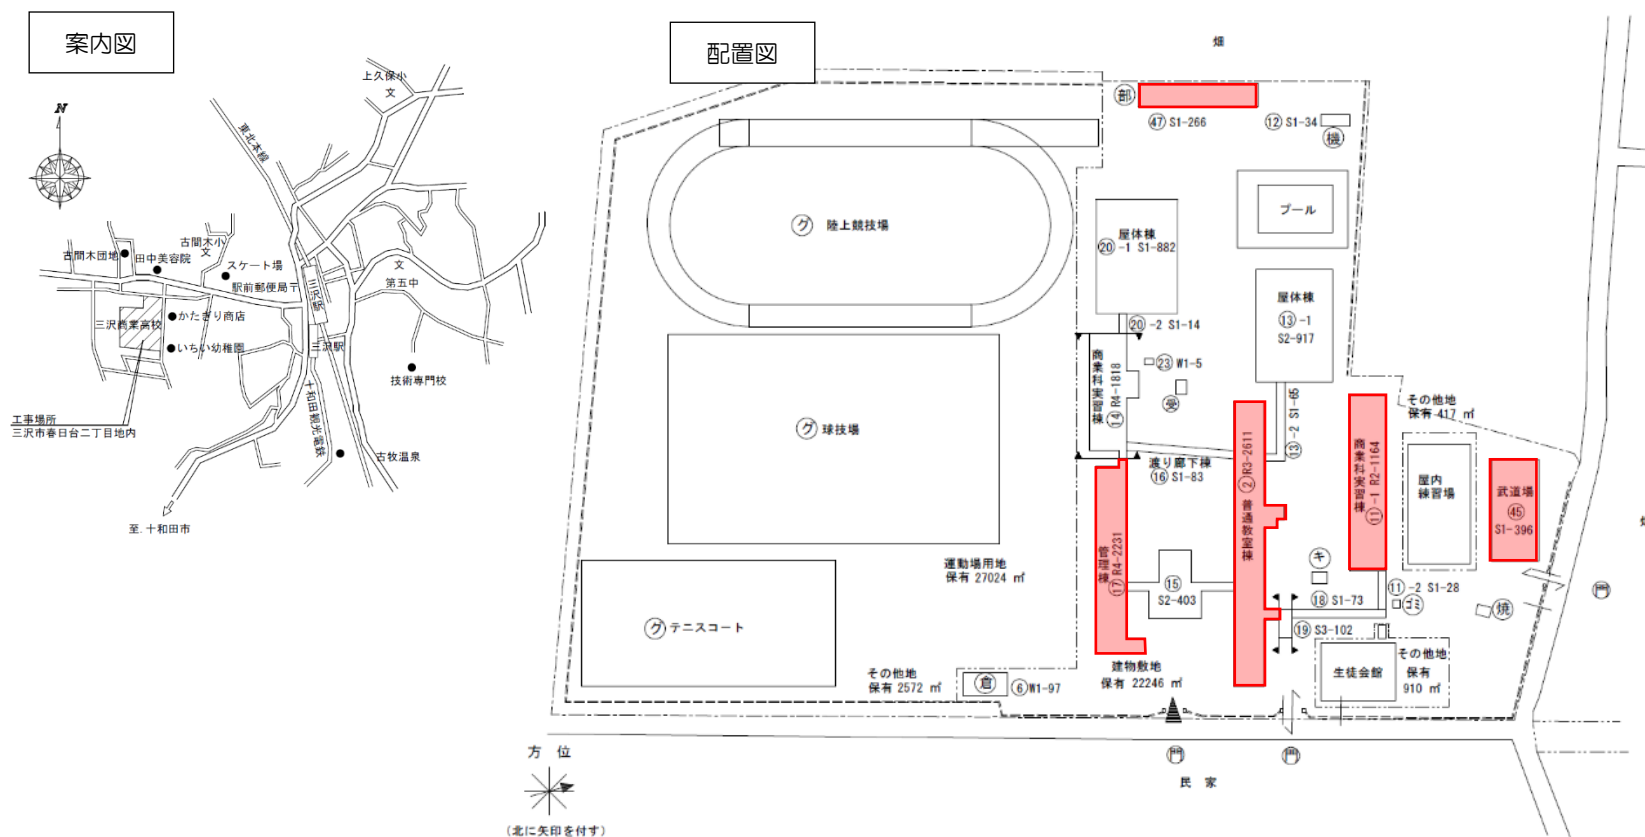 案内図
N
東北本線
上久保小
文
古間木小
文
古間木団地
田中美容院
スケート場
駅前郵便局〒
三沢駅
文
第五中
三沢商業高校
かたぎり商店
いちい幼稚園
三沢駅
技術専門校
十和田観光電鉄
工事場所
三沢市春日台二丁目地内
古牧温泉
至.十和田市
配置図
畑
部
㊼ S1-266
⑫ S1-34
機
プール
グ 陸上競技場
屋体棟
⑳-1 S1-882
屋体棟
⑬-1
S2-917
⑳-2 S1-14
商業科実習棟
⑭ R4-1818
㉓ W1-5
⑬-2 S1-65
グ 球技場
渡り廊下棟
⑯ S1-83
② R3-2611
普通教室棟
商業科実習棟
⑪-1 R2-1164
その他地
保有 417 ㎡
屋内
練習場
武道場
㊺
S1-396
畑
管理棟
⑰ R4-2231
運動場用地
保有 27024 ㎡
⑮
S2-403
キ
⑱ S1-73
⑪-2 S1-28
ゴミ
焼
門
⑲ S3-102
グ テニスコート
その他地
保有 2572 ㎡
倉
⑥ W1-97
建物敷地
保有 22246 ㎡
生徒会館
その他地
保有
910 ㎡
門
門
民 家
方 位
(北に矢印を付す)